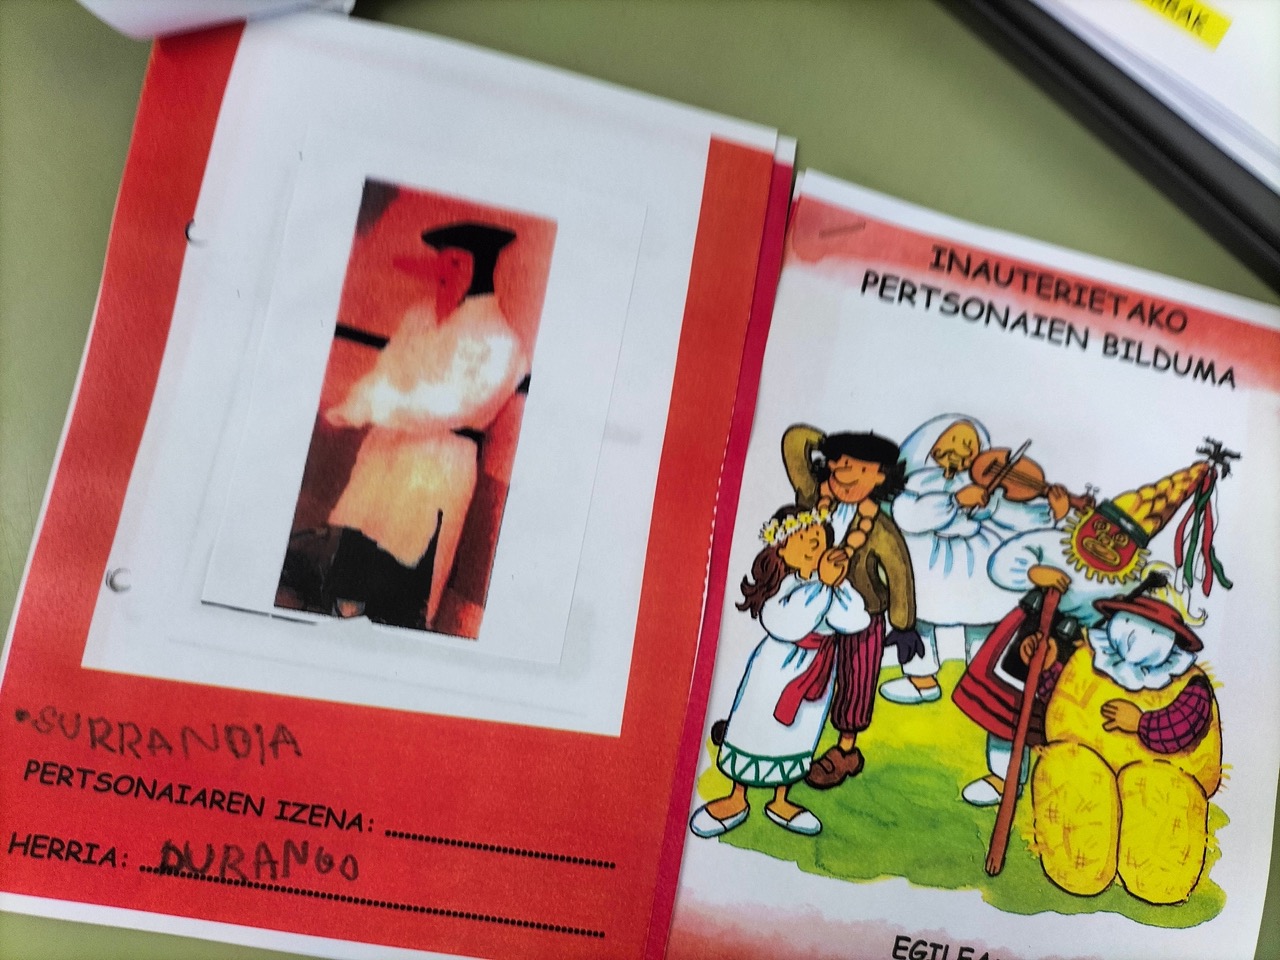 •SURRANDIA
PERTSONAIAREN IZENA:
HERRIA: DURANGO
INAUTERIETAKO
PERTSONAIEN BILDUMA